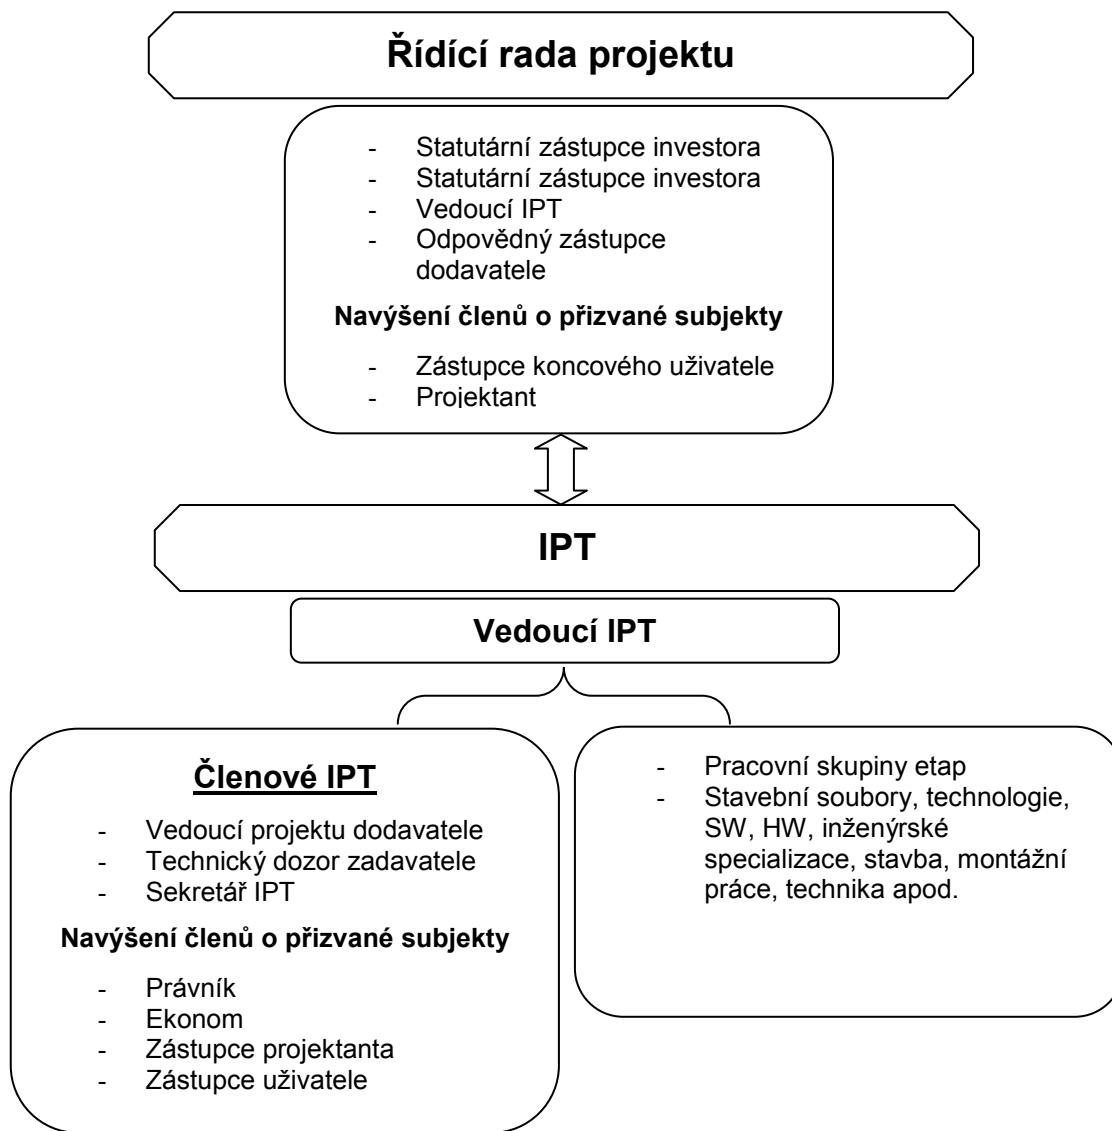 Řídící rada projektu
- Statutární zástupce investora
- Statutární zástupce investora
- Vedoucí IPT
- Odpovědný zástupce
dodavatele
Navýšení členů o přizvané subjekty
- Zástupce koncového uživatele
- Projektant
IPT
Vedoucí IPT
Členové IPT
- Vedoucí projektu dodavatele
- Technický dozor zadavatele
- Sekretář IPT
Navýšení členů o přizvané subjekty
- Právník
- Ekonom
- Zástupce projektanta
- Zástupce uživatele
- Pracovní skupiny etap
- Stavební soubory, technologie,
SW, HW, inženýrské
specializace, stavba, montážní
práce, technika apod.